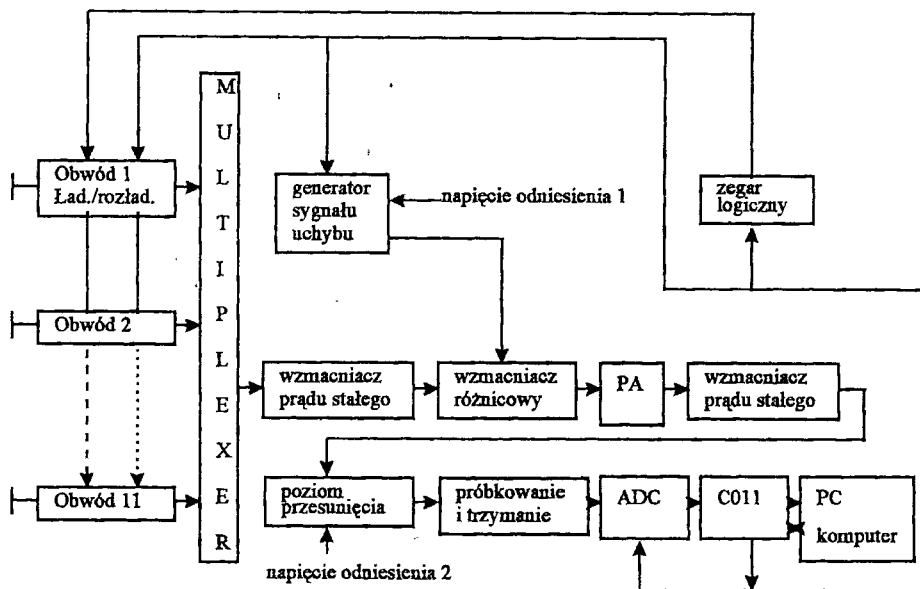 MULTIPLEXER
Obwód 1
Ład./rozład.
generator
sygnału
uchybu
napięcie odniesienia 1
zegar
logiczny
Obwód 2
wzmacniacz
prądu stałego
wzmacniacz
różnicowy
PA
wzmacniacz
prądu stałego
Obwód 11
poziom
przesunięcia
próbkowanie
i trzymanie
ADC
C011
PC
komputer
napięcie odniesienia 2